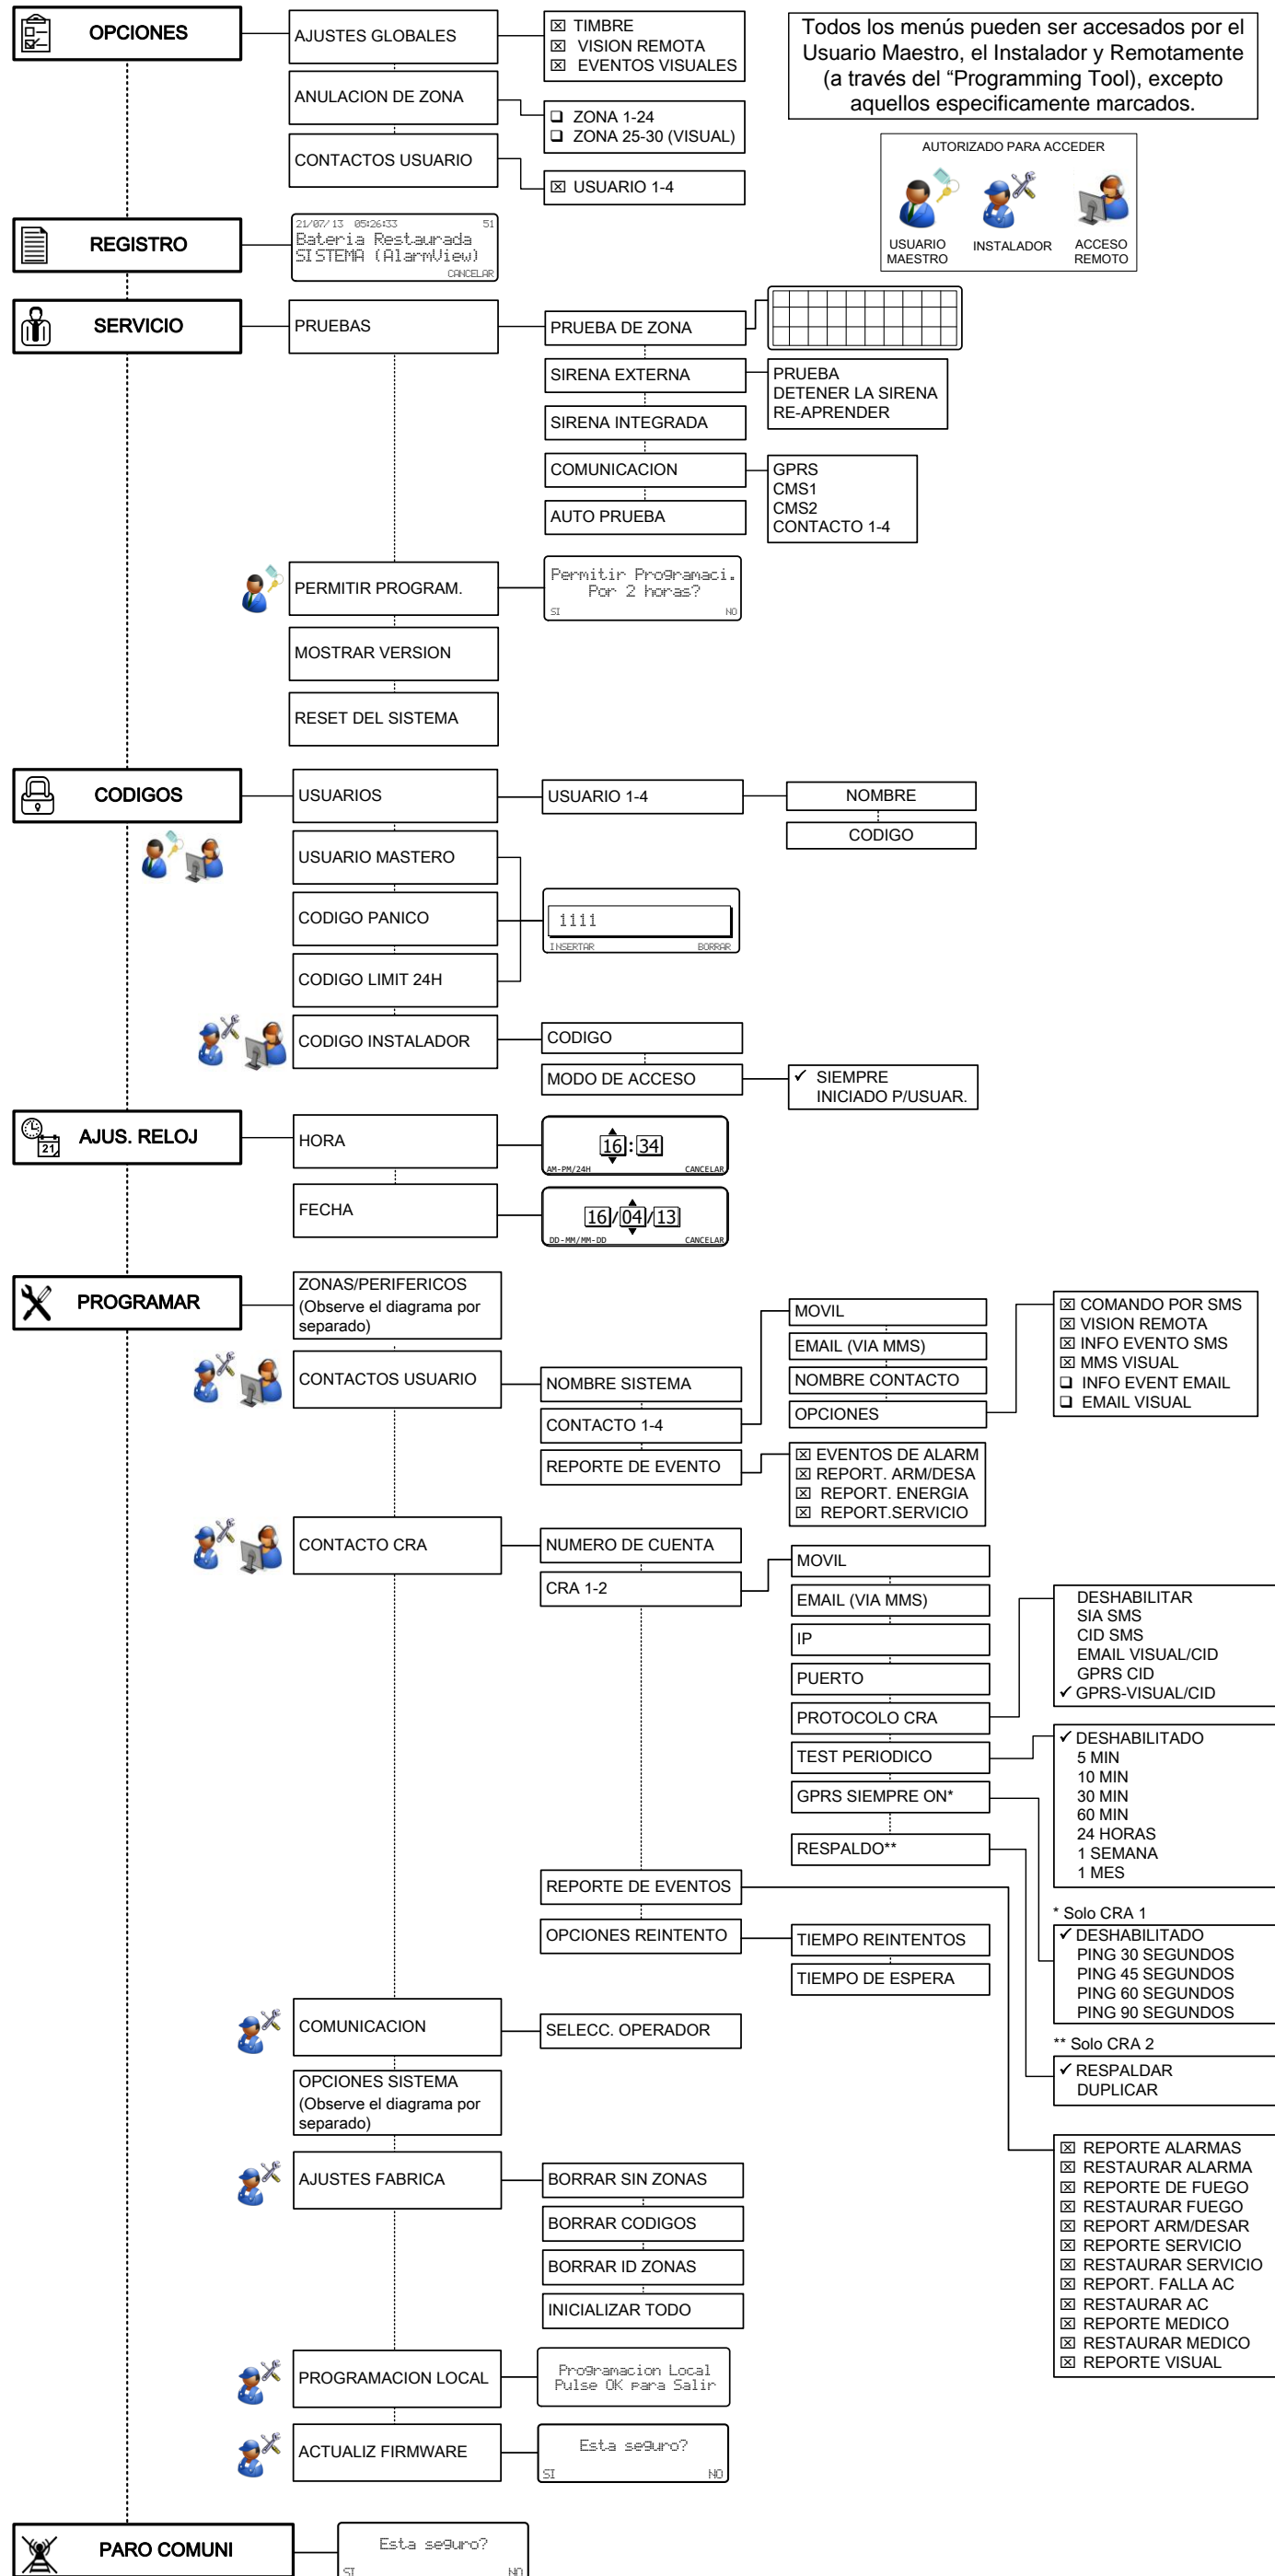 OPCIONES
AJUSTES GLOBALES
TIMBRE
VISION REMOTA
EVENTOS VISUALES
ANULACION DE ZONA
ZONA 1-24
ZONA 25-30 (VISUAL)
CONTACTOS USUARIO
USUARIO 1-4
Todos los menús pueden ser accesados por el
Usuario Maestro, el Instalador y Remotamente
(a través del “Programming Tool), excepto
aquellos especificamente marcados.
AUTORIZADO PARA ACCEDER
USUARIO
MAESTRO
INSTALADOR
ACCESO
REMOTO
REGISTRO
21/07/13 05:26:33 51
Bateria Restaurada
SISTEMA (AlarmView)
CANCELAR
SERVICIO
PRUEBAS
PRUEBA DE ZONA
SIRENA EXTERNA
PRUEBA
DETENER LA SIRENA
RE-APRENDER
SIRENA INTEGRADA
COMUNICACION
GPRS
CMS1
CMS2
CONTACTO 1-4
AUTO PRUEBA
PERMITIR PROGRAM.
Permitir Programaci.
Por 2 horas?
SI NO
MOSTRAR VERSION
RESET DEL SISTEMA
CODIGOS
USUARIOS
USUARIO 1-4
NOMBRE
CODIGO
USUARIO MASTERO
CODIGO PANICO
1111
INSERTAR BORRAR
CODIGO LIMIT 24H
CODIGO INSTALADOR
CODIGO
MODO DE ACCESO
✓ SIEMPRE
INICIADO P/USUAR.
AJUS. RELOJ
21
HORA
16:34
AM-PM/24H CANCELAR
FECHA
16/04/13
DD-MM/MM-DD CANCELAR
PROGRAMAR
ZONAS/PERIFERICOS
(Observe el diagrama por
separado)
CONTACTOS USUARIO
NOMBRE SISTEMA
CONTACTO 1-4
MOVIL
EMAIL (VIA MMS)
NOMBRE CONTACTO
OPCIONES
COMANDO POR SMS
VISION REMOTA
INFO EVENTO SMS
MMS VISUAL
INFO EVENT EMAIL
EMAIL VISUAL
REPORTE DE EVENTO
EVENTOS DE ALARM
REPORT. ARM/DESA
REPORT. ENERGIA
REPORT.SERVICIO
CONTACTO CRA
NUMERO DE CUENTA
CRA 1-2
MOVIL
EMAIL (VIA MMS)
IP
PUERTO
PROTOCOLO CRA
DESHABILITAR
SIA SMS
CID SMS
EMAIL VISUAL/CID
GPRS CID
✓ GPRS-VISUAL/CID
TEST PERIODICO
✓ DESHABILITADO
5 MIN
10 MIN
30 MIN
60 MIN
24 HORAS
1 SEMANA
1 MES
GPRS SIEMPRE ON*
* Solo CRA 1
✓ DESHABILITADO
PING 30 SEGUNDOS
PING 45 SEGUNDOS
PING 60 SEGUNDOS
PING 90 SEGUNDOS
RESPALDO**
** Solo CRA 2
✓ RESPALDAR
DUPLICAR
REPORTE DE EVENTOS
REPORTE ALARMAS
RESTAURAR ALARMA
REPORTE DE FUEGO
RESTAURAR FUEGO
REPORT ARM/DESAR
REPORTE SERVICIO
RESTAURAR SERVICIO
REPORT. FALLA AC
RESTAURAR AC
REPORTE MEDICO
RESTAURAR MEDICO
REPORTE VISUAL
OPCIONES REINTENTO
TIEMPO REINTENTOS
TIEMPO DE ESPERA
COMUNICACION
SELECC. OPERADOR
OPCIONES SISTEMA
(Observe el diagrama por
separado)
AJUSTES FABRICA
BORRAR SIN ZONAS
BORRAR CODIGOS
BORRAR ID ZONAS
INICIALIZAR TODO
PROGRAMACION LOCAL
Programacion Local
Pulse OK para Salir
ACTUALIZ FIRMWARE
Esta seguro?
SI NO
PARO COMUNI
Esta seguro?
SI NO